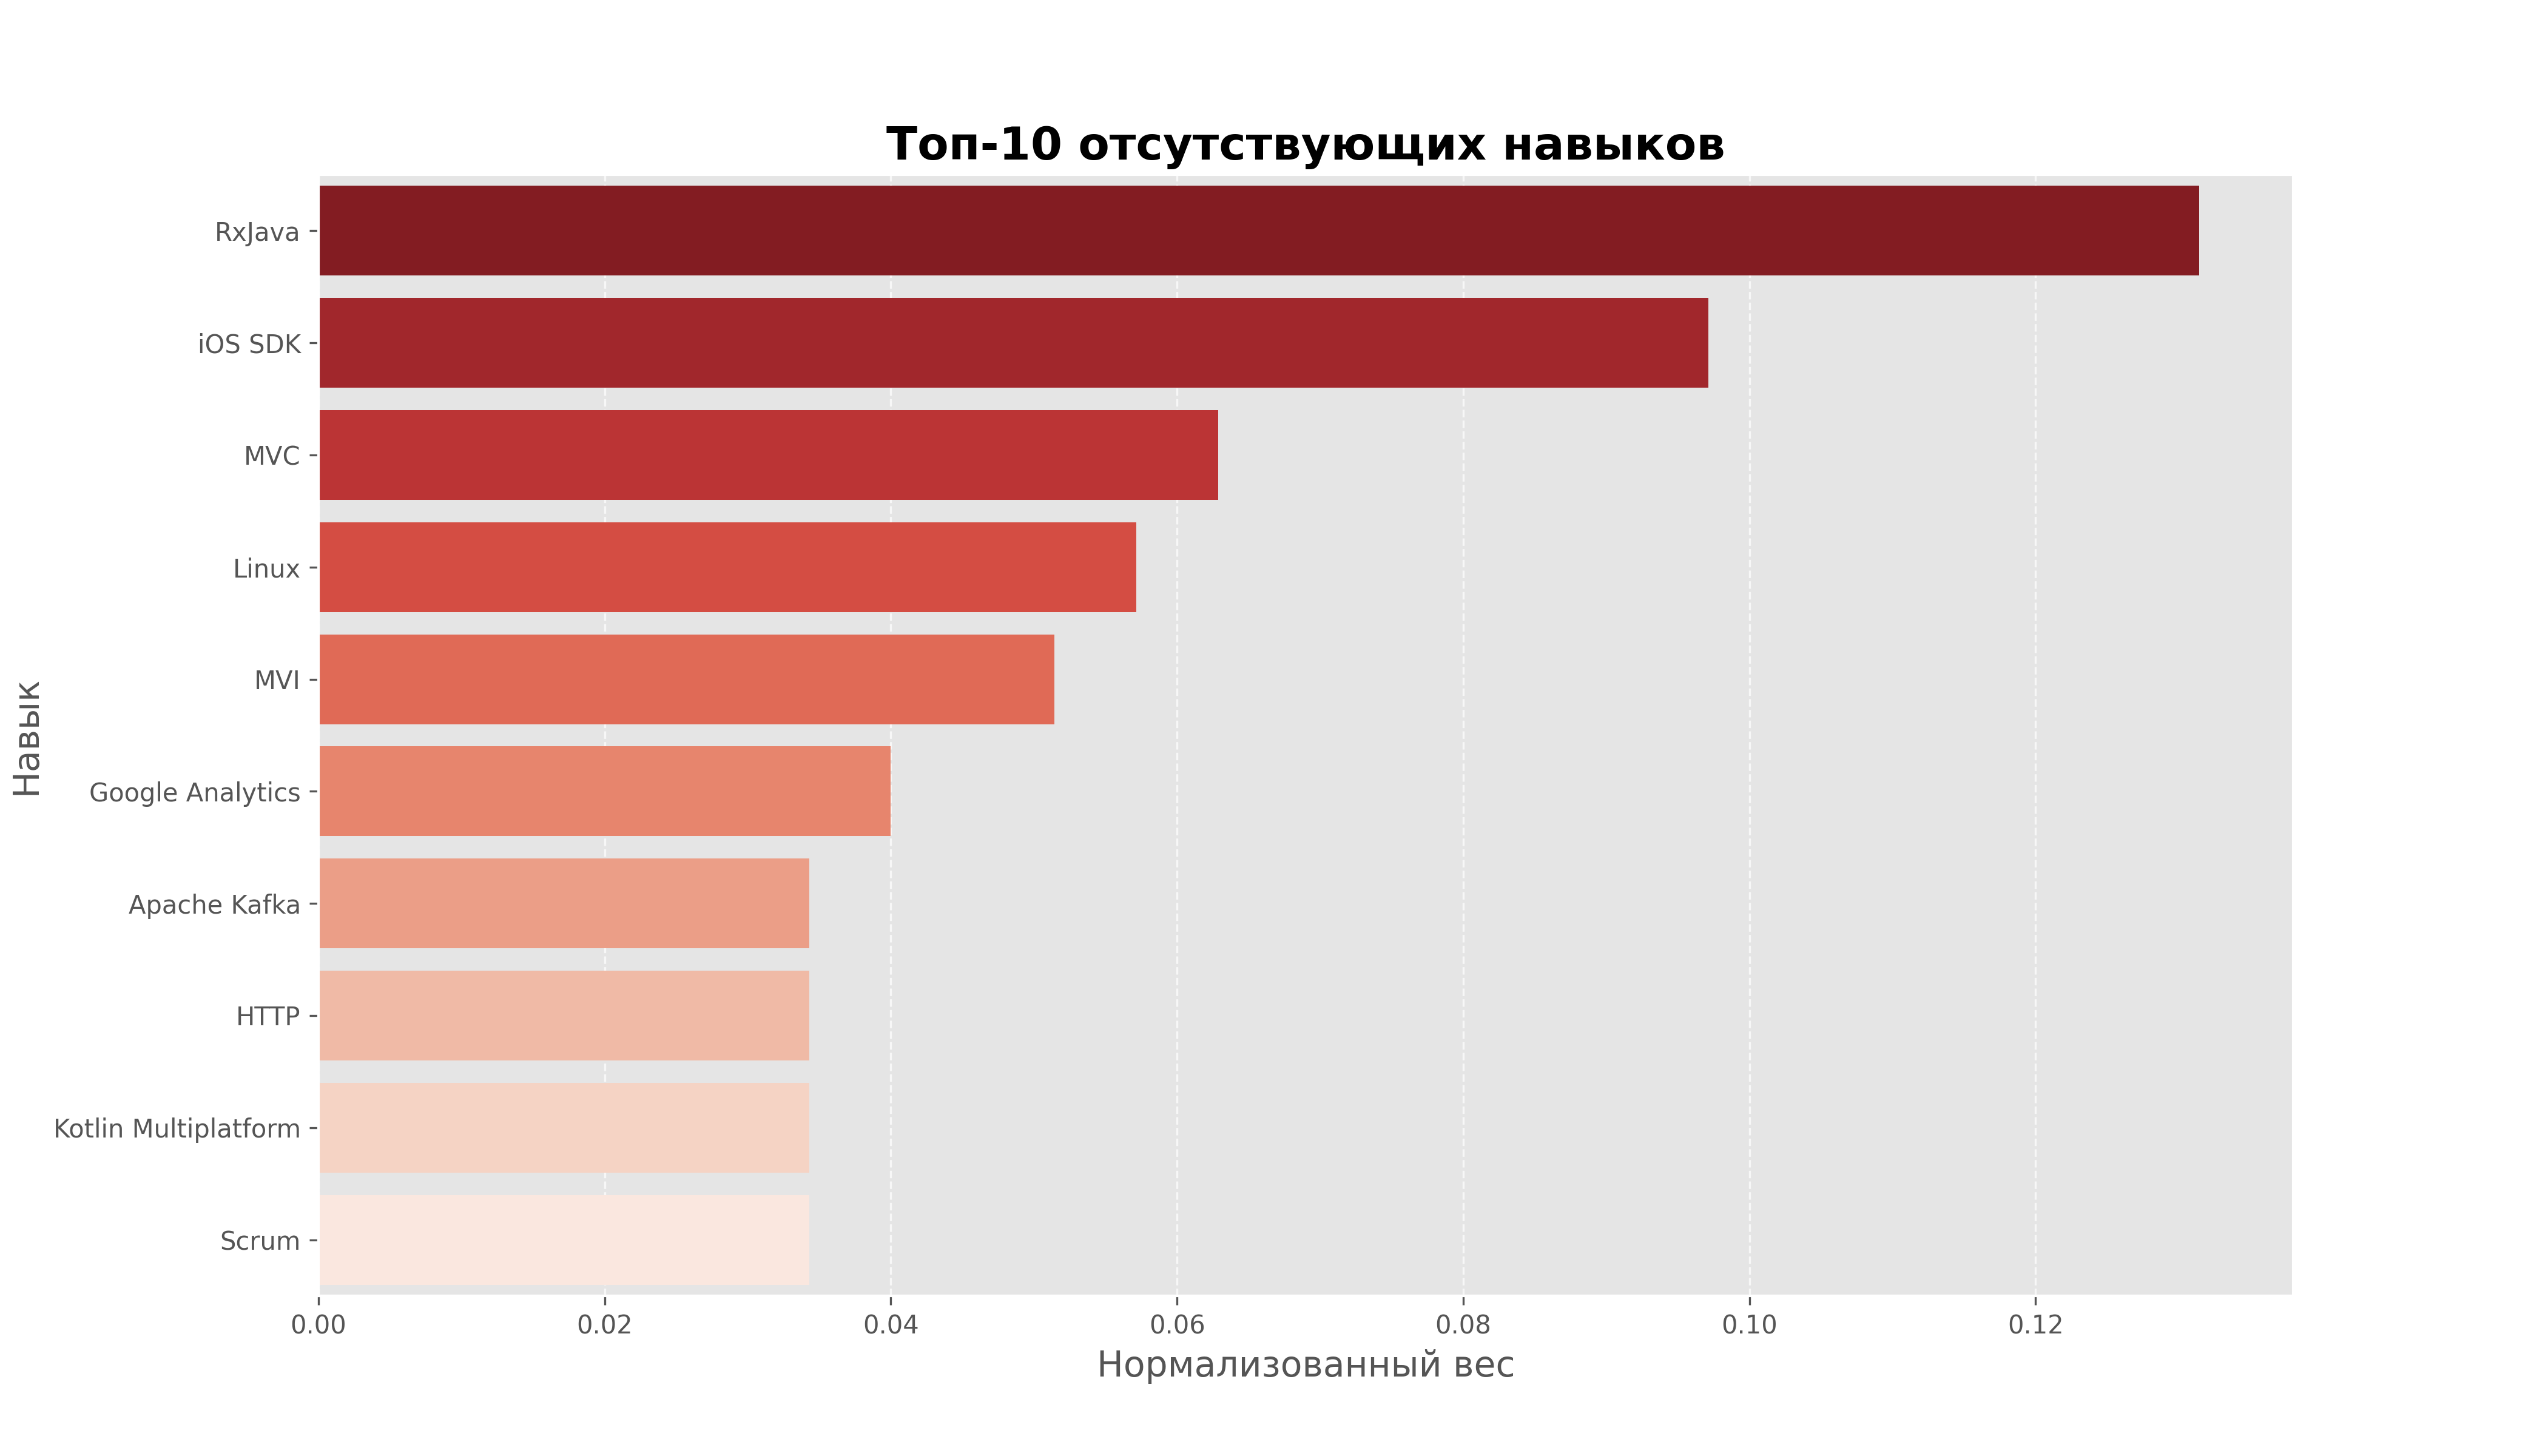 Топ-10 отсутствующих навыков
RxJava
iOS SDK
MVC
Linux
MVI
Google Analytics
Apache Kafka
HTTP
Kotlin Multiplatform
Scrum
Навык
0.00 0.02 0.04 0.06 0.08 0.10 0.12
Нормализованный вес